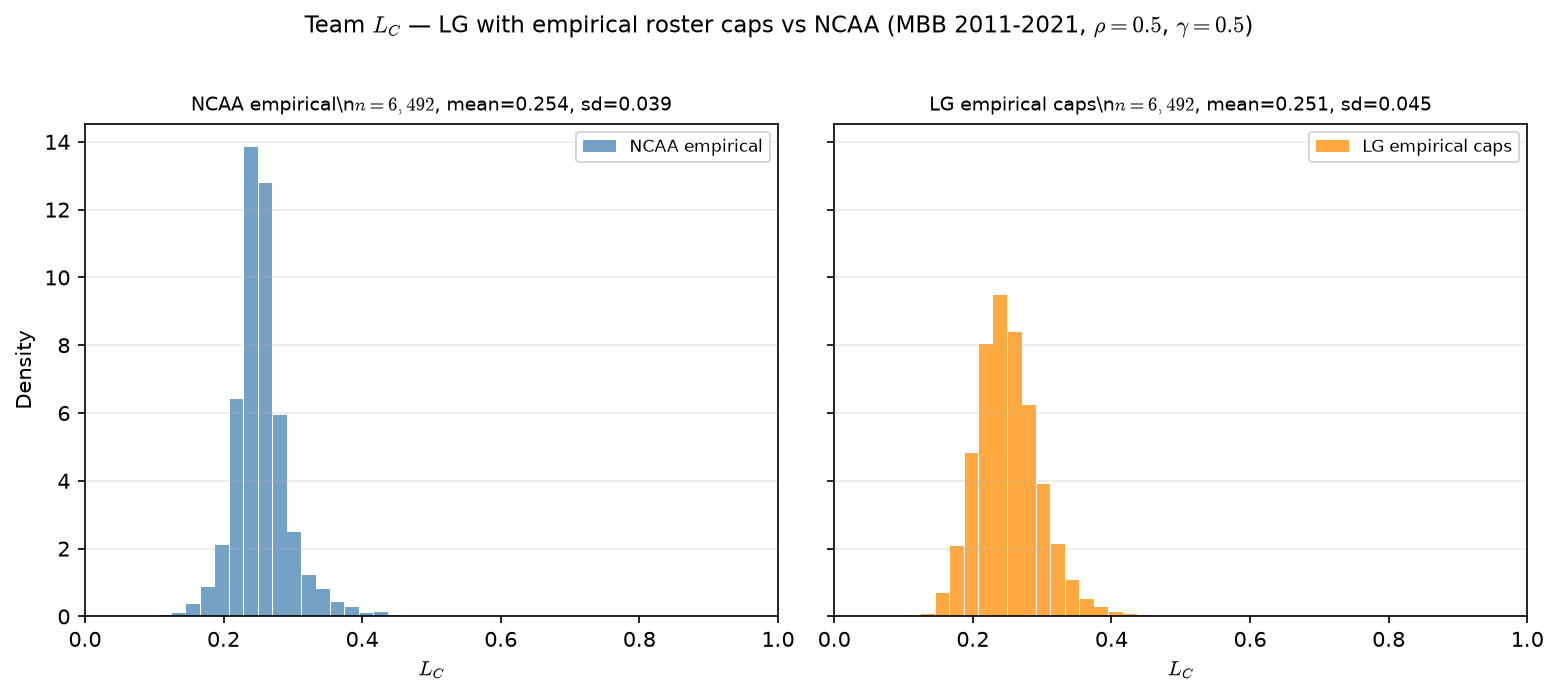 Team L_C — LG with empirical roster caps vs NCAA (MBB 2011-2021, ρ = 0.5, γ = 0.5)
NCAA empirical\nn = 6, 492, mean=0.254, sd=0.039
NCAA empirical
Density
14
12
10
8
6
4
2
0
0.0 0.2 0.4 0.6 0.8 1.0
L_C
LG empirical caps\nn = 6, 492, mean=0.251, sd=0.045
LG empirical caps
0.0 0.2 0.4 0.6 0.8 1.0
L_C